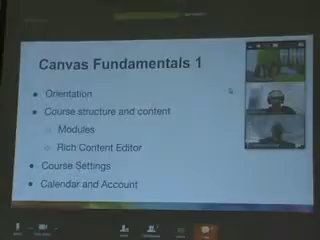 Canvas Fundamentals 1
Orientation
Course structure and content
Modules
Rich Content Editor
Course Settings
Calendar and Account